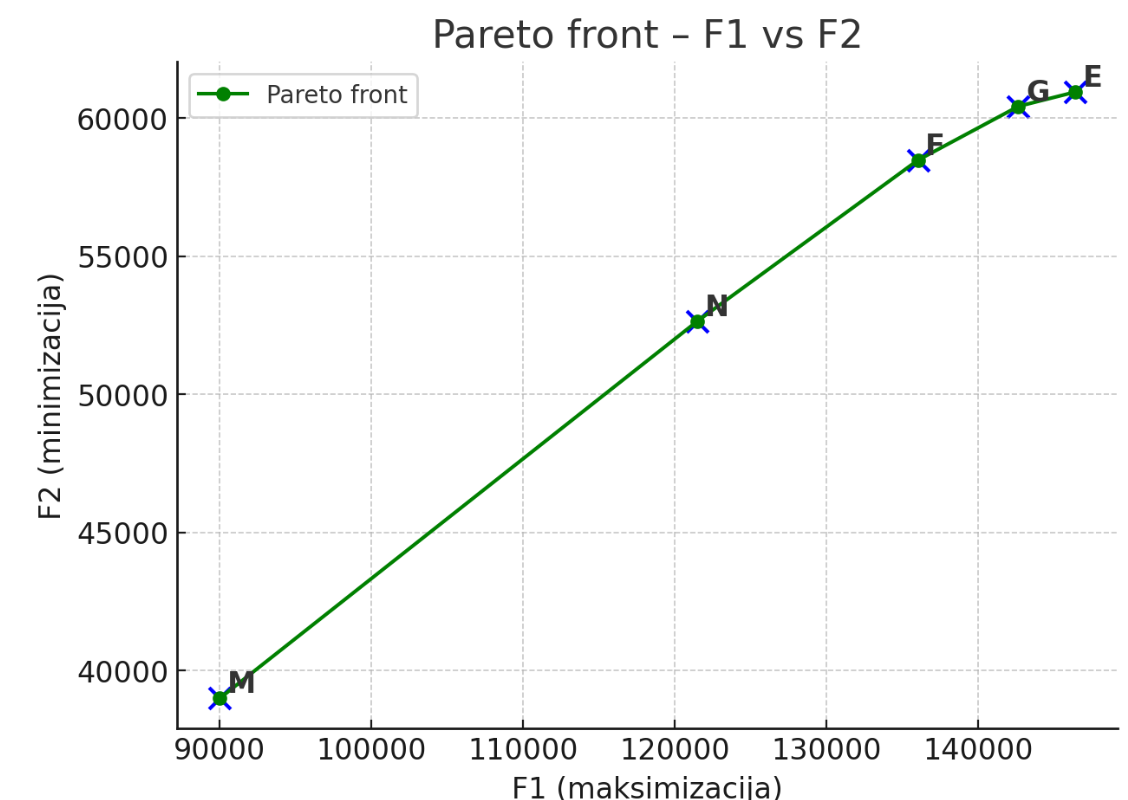 Pareto front – F1 vs F2
Pareto front
E
G
F
N
M
60000
55000
50000
45000
40000
F2 (minimizacija)
90000 100000 110000 120000 130000 140000
F1 (maksimizacija)